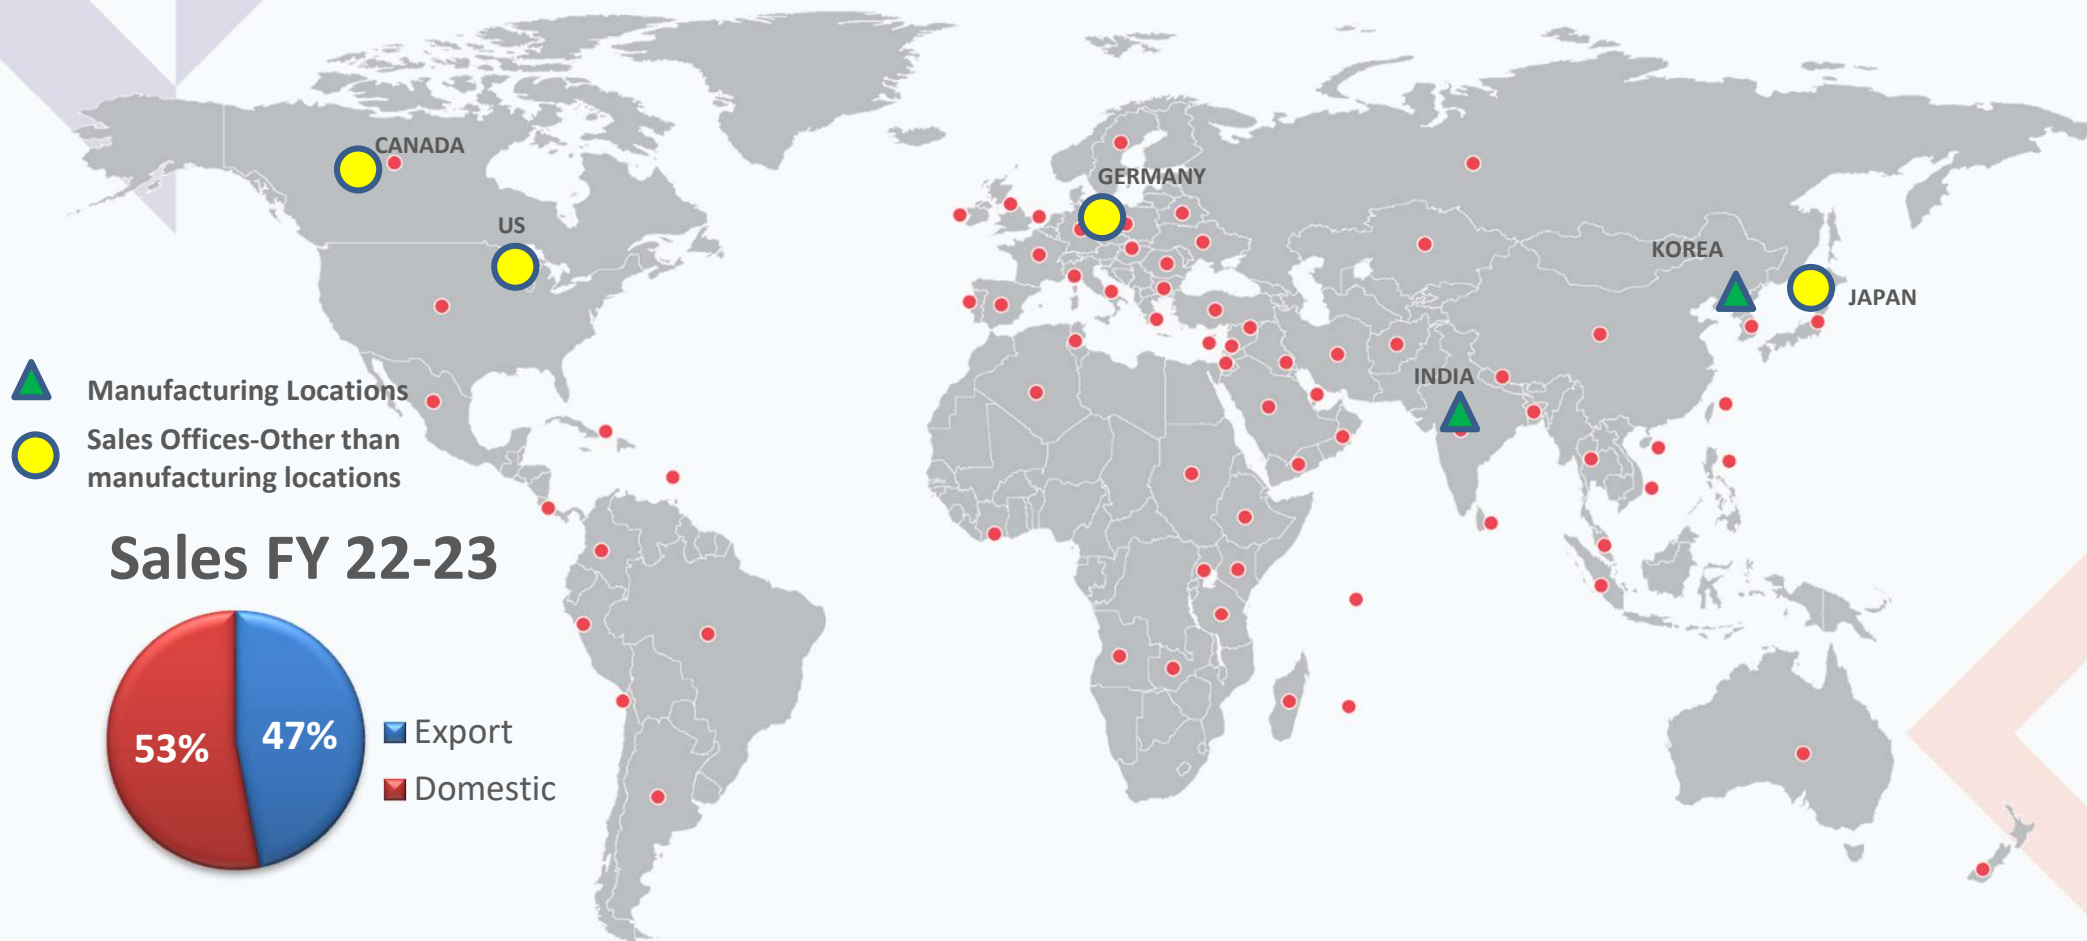 CANADA
US
GERMANY
KOREA
JAPAN
INDIA
Manufacturing Locations
Sales Offices-Other than
manufacturing locations
Sales FY 22-23
53%
47%
Export
Domestic